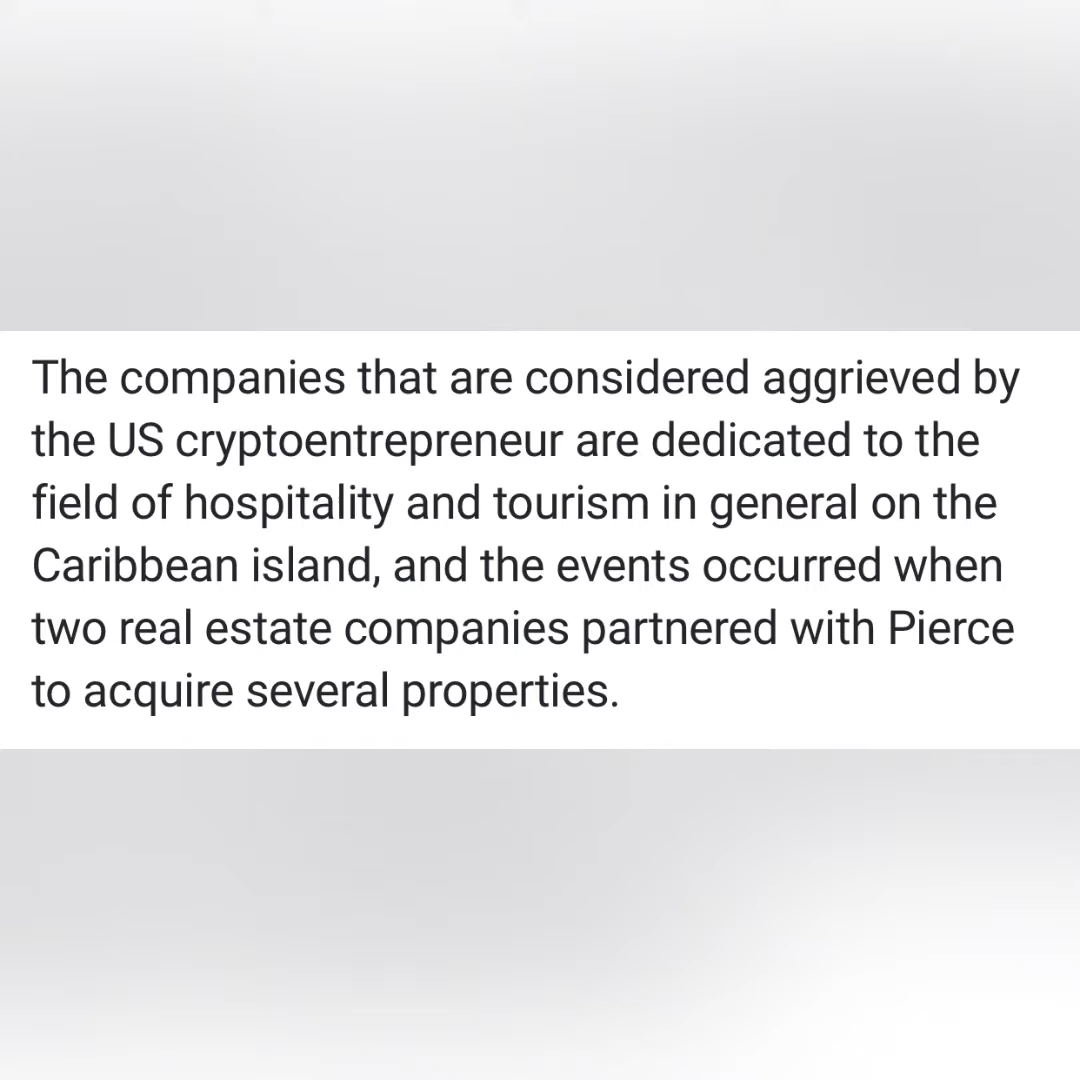 The companies that are considered aggrieved by
the US cryptoentrepreneur are dedicated to the
field of hospitality and tourism in general on the
Caribbean island, and the events occurred when
two real estate companies partnered with Pierce
to acquire several properties.